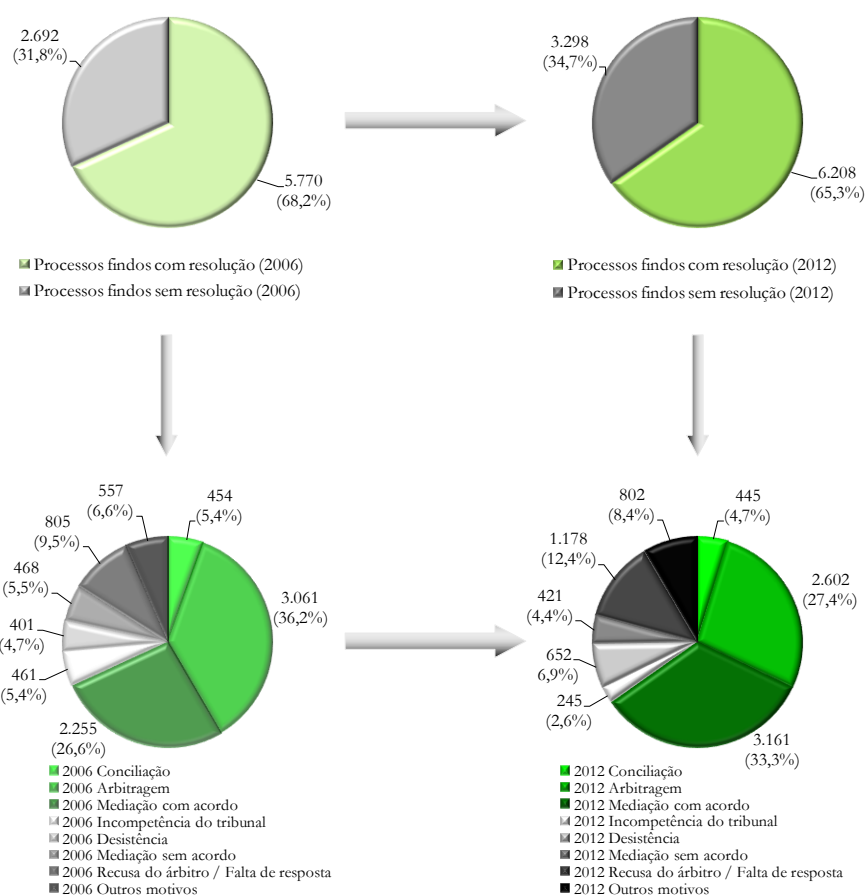 2.692
(31,8%)
5.770
(68,2%)
Processos findos com resolução (2006)
Processos findos sem resolução (2006)
3.298
(34,7%)
6.208
(65,3%)
Processos findos com resolução (2012)
Processos findos sem resolução (2012)
557
(6,6%)
454
(5,4%)
805
(9,5%)
468
(5,5%)
3.061
(36,2%)
401
(4,7%)
461
(5,4%)
2.255
(26,6%)
2006 Conciliação
2006 Arbitragem
2006 Mediação com acordo
2006 Incompetência do tribunal
2006 Desistência
2006 Mediação sem acordo
2006 Recusa do árbitro / Falta de resposta
2006 Outros motivos
802
(8,4%)
445
(4,7%)
1.178
(12,4%)
2.602
(27,4%)
421
(4,4%)
652
6,9%)
245
(2,6%)
3.161
(33,3%)
2012 Conciliação
2012 Arbitragem
2012 Mediação com acordo
2012 Incompetência do tribunal
2012 Desistência
2012 Mediação sem acordo
2012 Recusa do árbitro / Falta de resposta
2012 Outros motivos